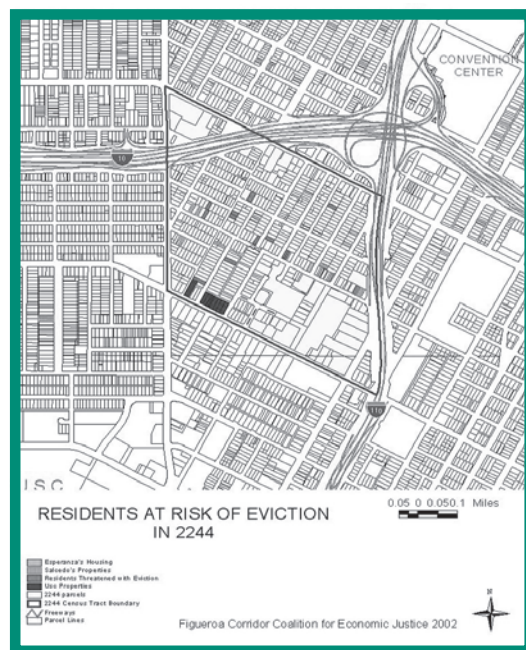 CONVENTION
CENTER
10
110
USC
RESIDENTS AT RISK OF EVICTION
IN 2244
0.05 0 0.050.1 Miles
Esperanza's Housing
Salcedo's Properties
Residents Threatened with Eviction
Usc Properties
2244 parcels
2244 Census Tract Boundary
Freeways
Parcel Lines
N
Figueroa Corridor Coalition for Economic Justice 2002